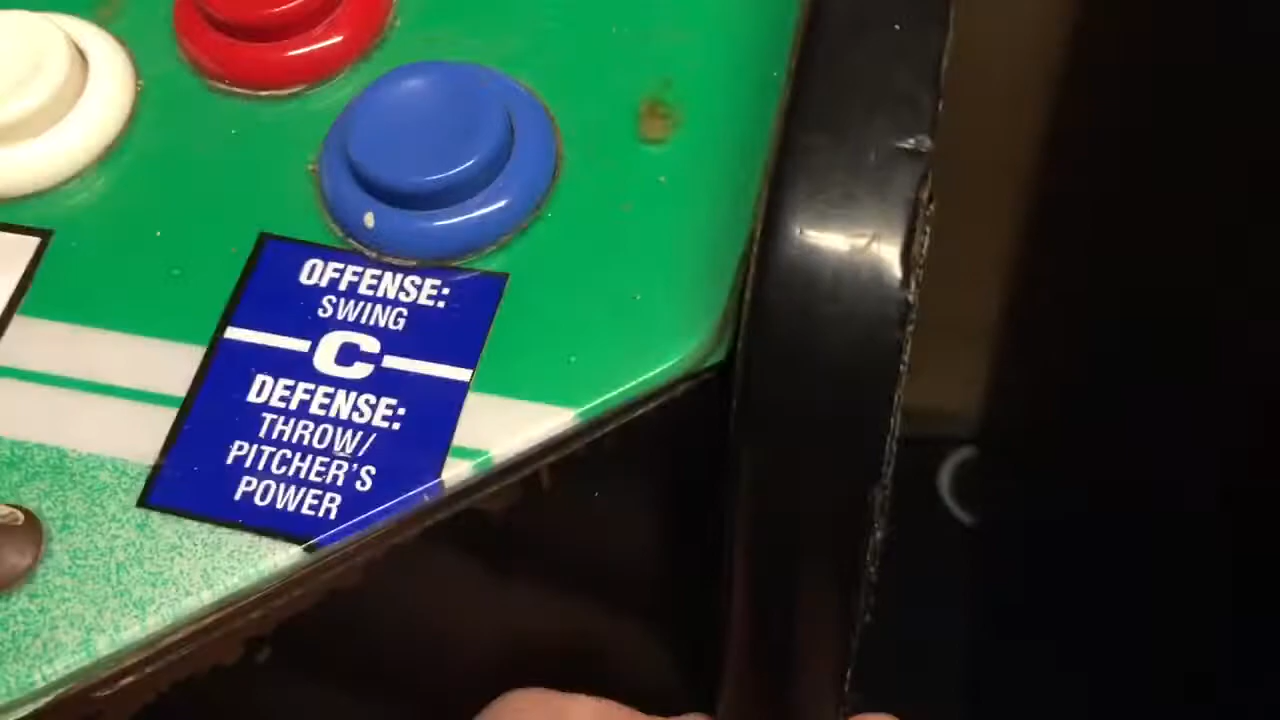 OFFENSE:
SWING
C
DEFENSE:
THROW/
PITCHER'S
POWER